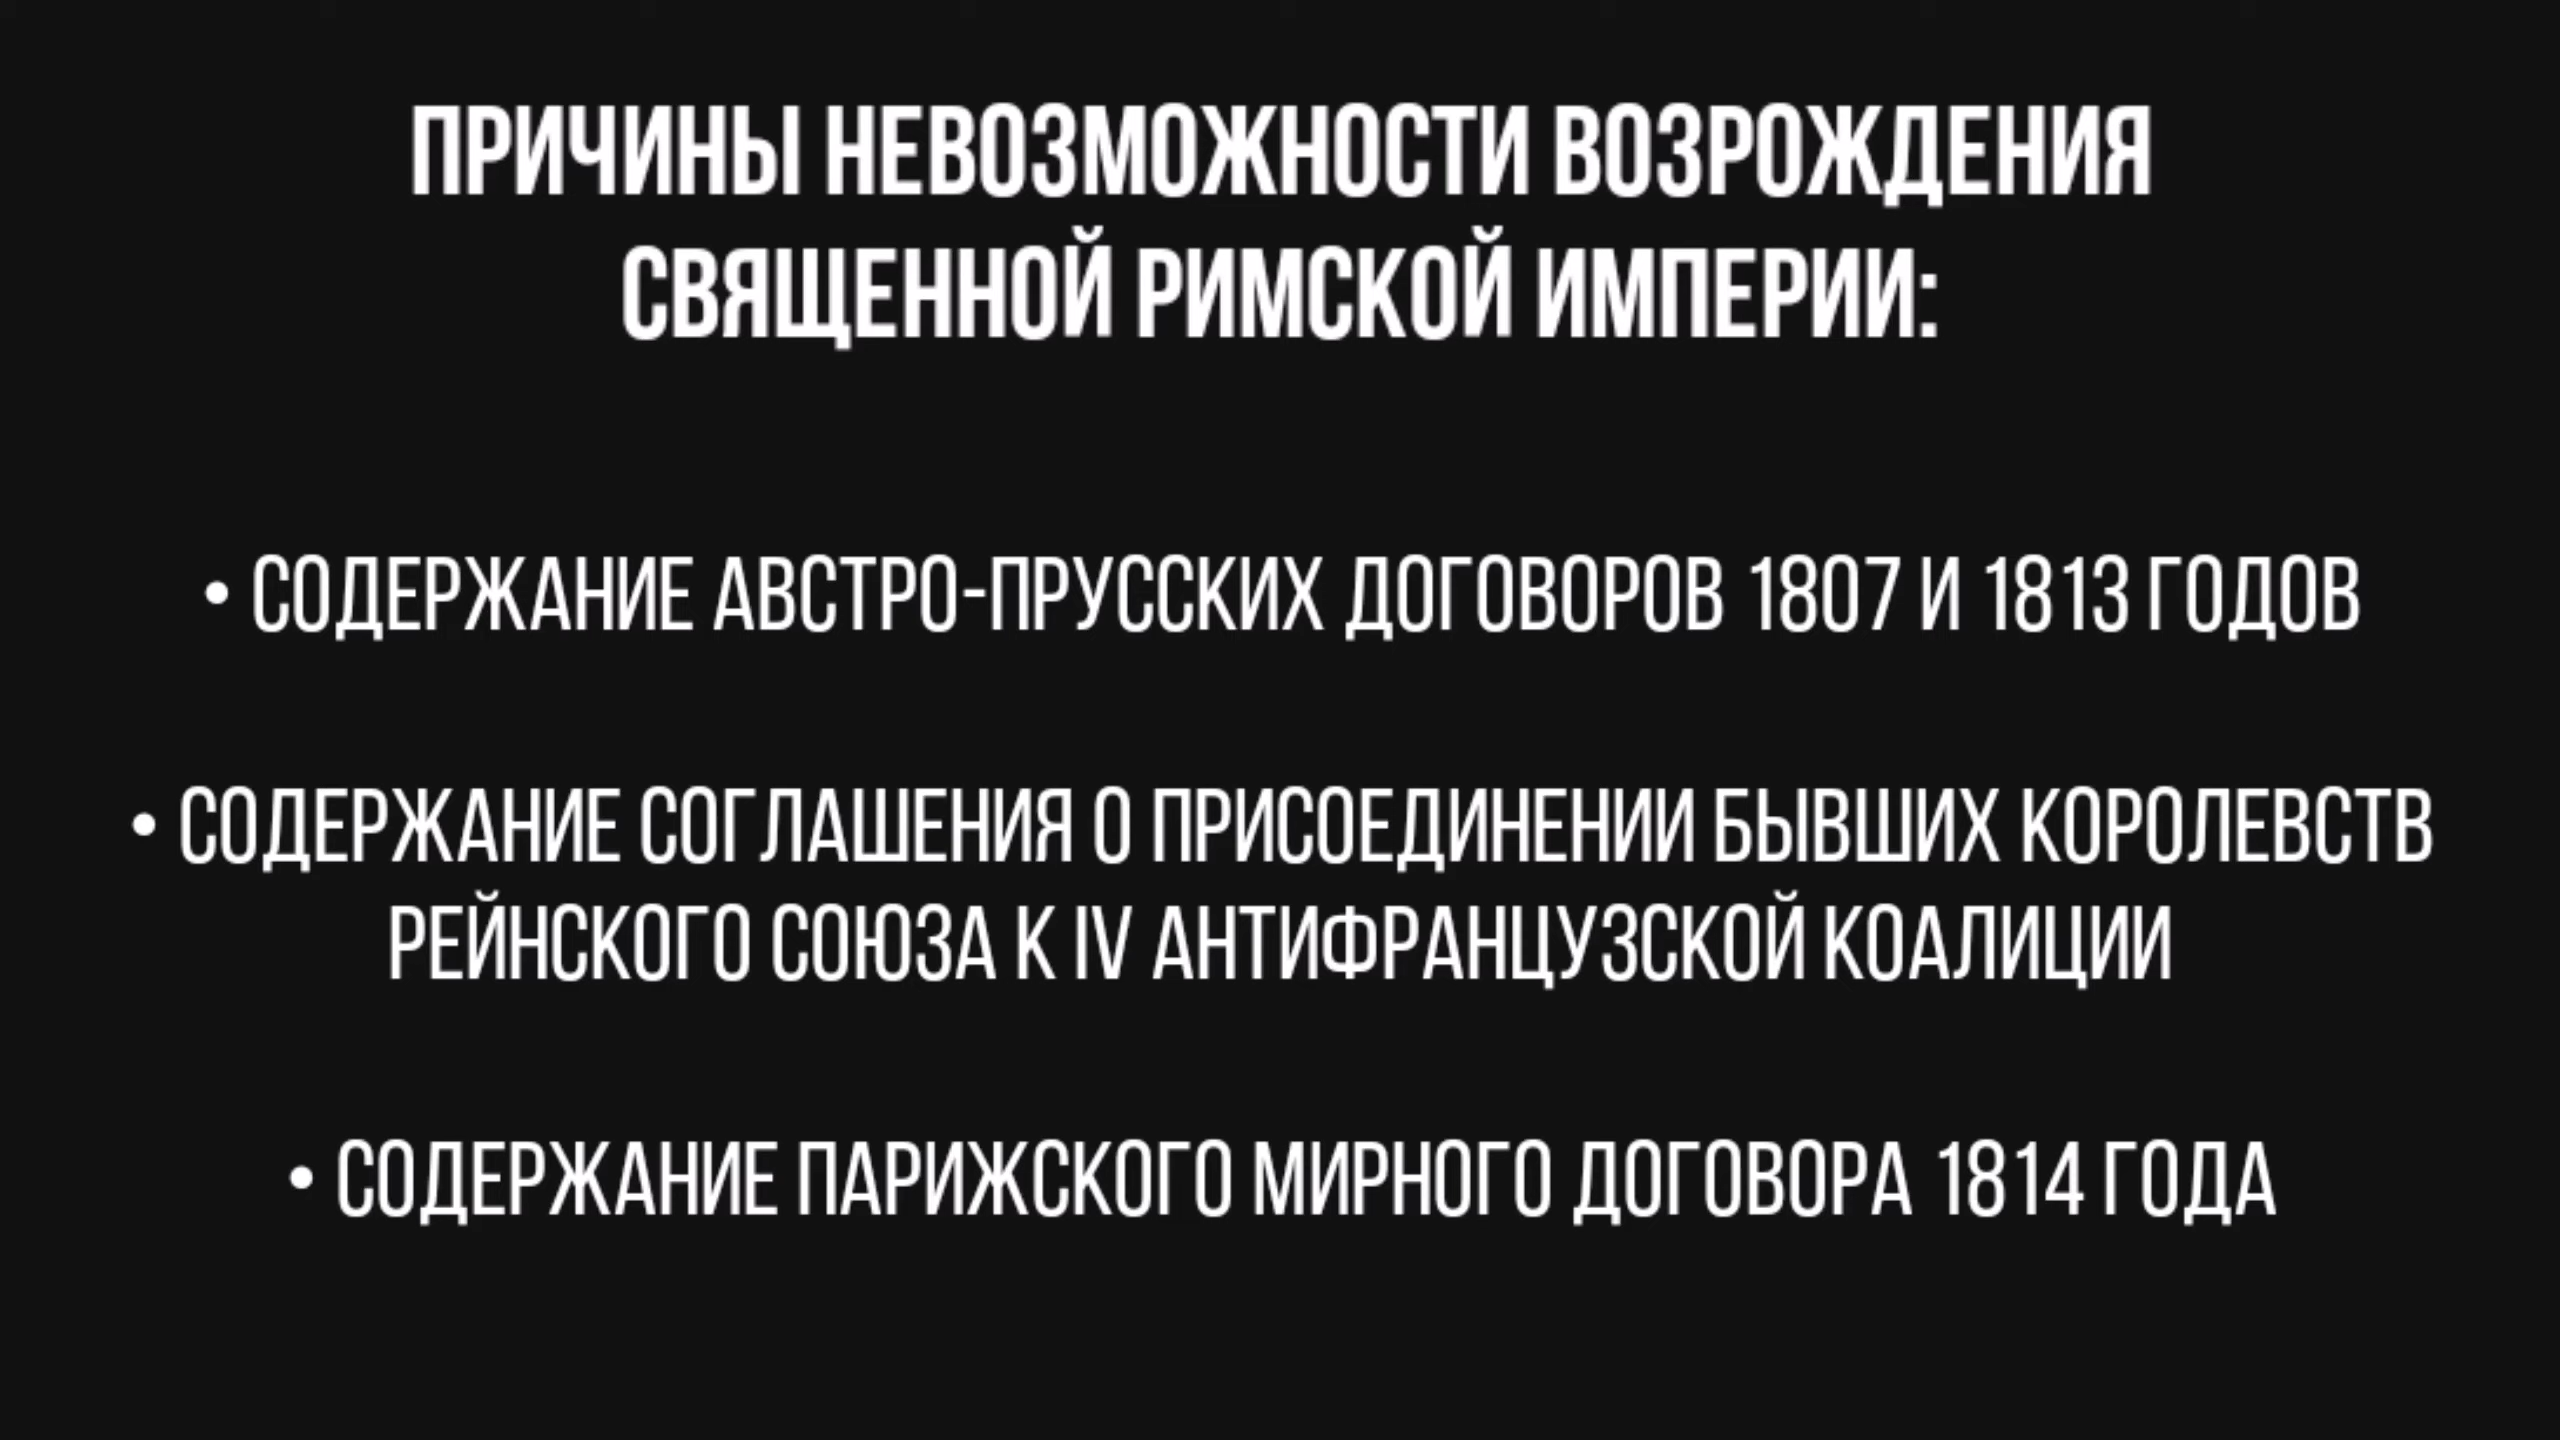 ПРИЧИНЫ НЕВОЗМОЖНОСТИ ВОЗРОЖДЕНИЯ
СВЯЩЕННОЙ РИМСКОЙ ИМПЕРИИ:
• СОДЕРЖАНИЕ АВСТРО-ПРУССКИХ ДОГОВОРОВ 1807 И 1813 ГОДОВ
• СОДЕРЖАНИЕ СОГЛАШЕНИЯ О ПРИСОЕДИНЕНИИ БЫВШИХ КОРОЛЕВСТВ
РЕЙНСКОГО СОЮЗА К IV АНТИФРАНЦУЗСКОЙ КОАЛИЦИИ
• СОДЕРЖАНИЕ ПАРИЖСКОГО МИРНОГО ДОГОВОРА 1814 ГОДА